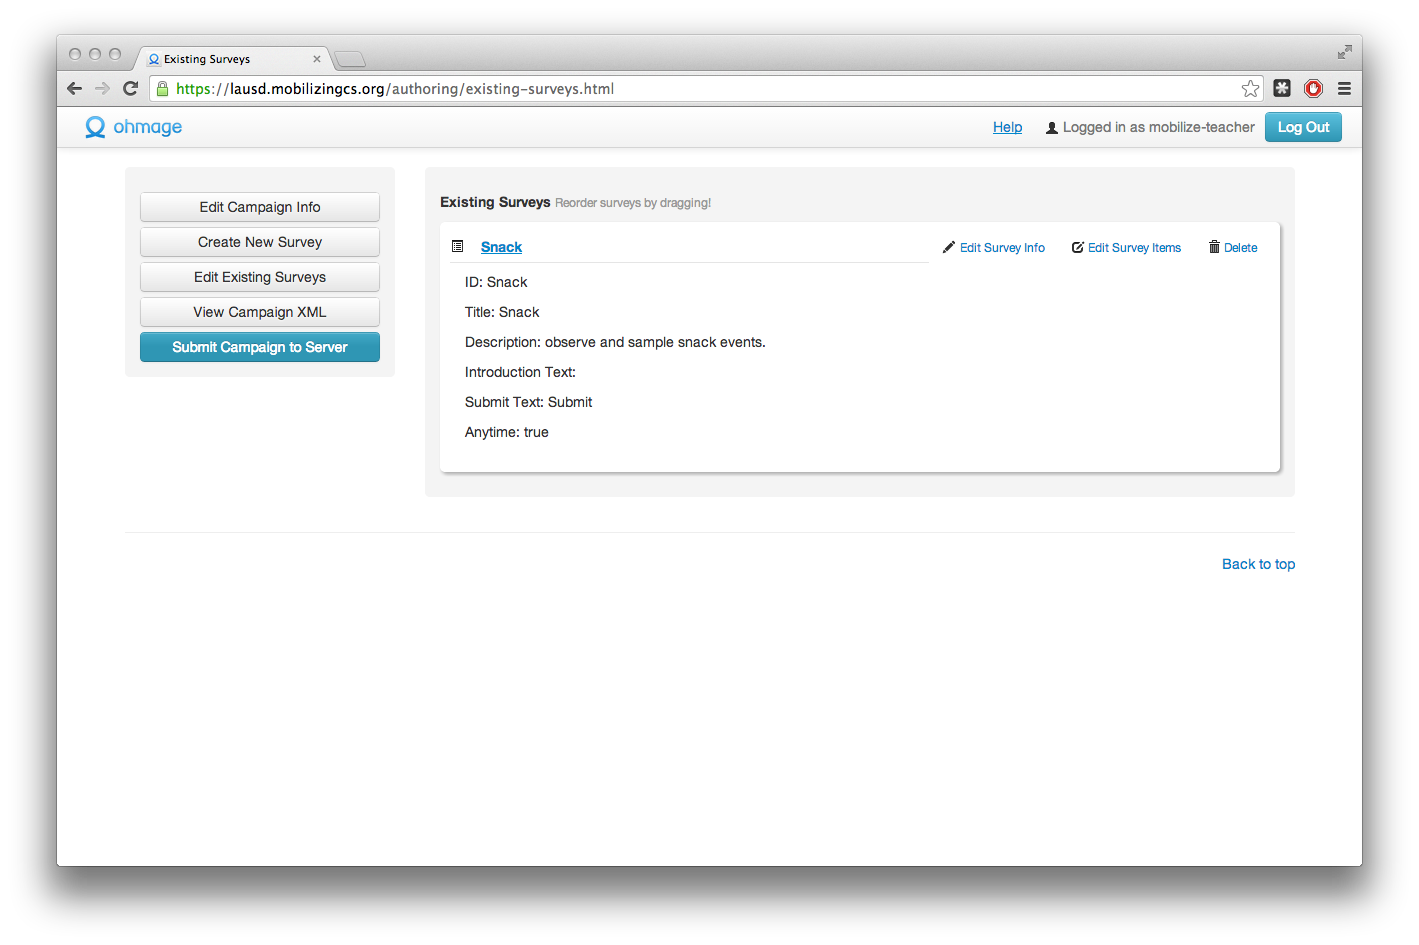 Existing Surveys
https://lausd.mobilizingcs.org/authoring/existing-surveys.html
ohmage Help Logged in as mobilize-teacher Log Out
Edit Campaign Info
Create New Survey
Edit Existing Surveys
View Campaign XML
Submit Campaign to Server
Existing Surveys Reorder surveys by dragging!
Snack Edit Survey Info Edit Survey Items Delete
ID: Snack
Title: Snack
Description: observe and sample snack events.
Introduction Text:
Submit Text: Submit
Anytime: true
Back to top